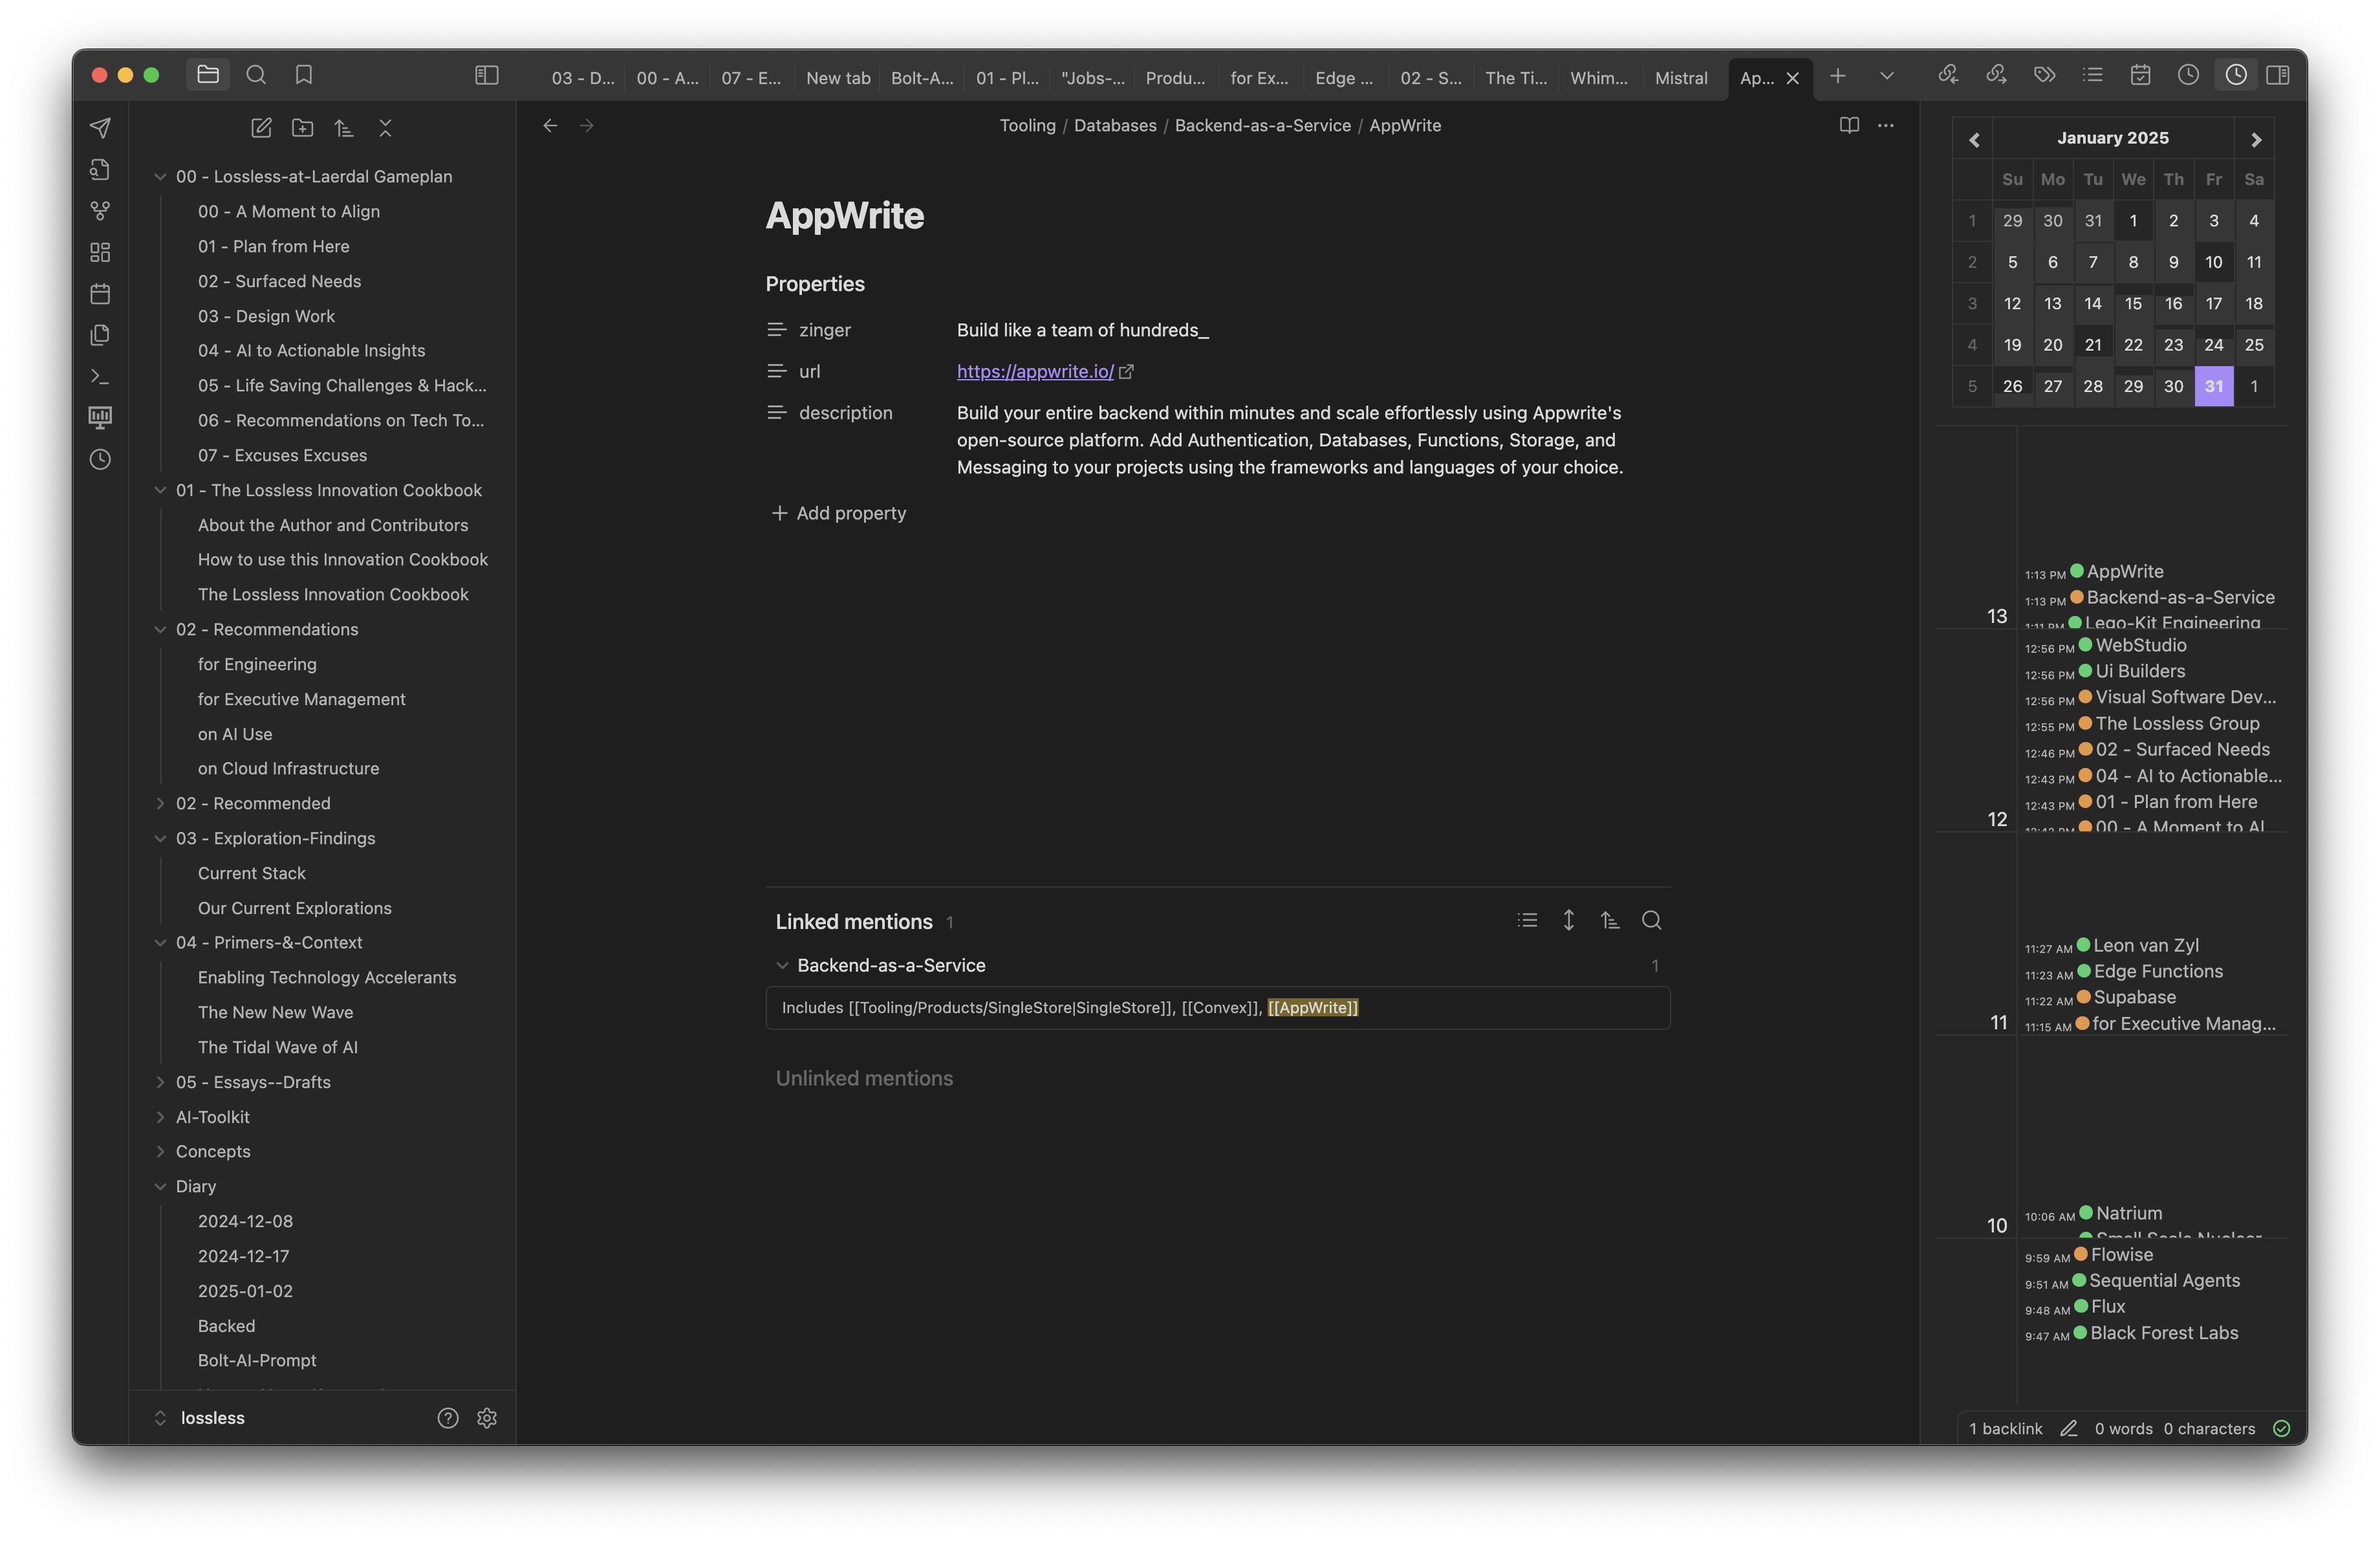 03 - D...
00 - A...
07 - E...
New tab
Bolt-A...
01 - Pl...
"Jobs-...
Produ...
for Ex...
Edge ...
02 - S...
The Ti...
Whim...
Mistral
Ap...
00 - Lossless-at-Laerdal Gameplan
00 - A Moment to Align
01 - Plan from Here
02 - Surfaced Needs
03 - Design Work
04 - AI to Actionable Insights
05 - Life Saving Challenges & Hack...
06 - Recommendations on Tech To...
07 - Excuses Excuses
01 - The Lossless Innovation Cookbook
About the Author and Contributors
How to use this Innovation Cookbook
The Lossless Innovation Cookbook
02 - Recommendations
for Engineering
for Executive Management
on AI Use
on Cloud Infrastructure
02 - Recommended
03 - Exploration-Findings
Current Stack
Our Current Explorations
04 - Primers-&-Context
Enabling Technology Accelerants
The New New Wave
The Tidal Wave of AI
05 - Essays--Drafts
AI-Toolkit
Concepts
Diary
2024-12-08
2024-12-17
2025-01-02
Backed
Bolt-AI-Prompt
lossless
Tooling / Databases / Backend-as-a-Service / AppWrite
AppWrite
Properties
zinger Build like a team of hundreds_
url https://appwrite.io/
description Build your entire backend within minutes and scale effortlessly using Appwrite's
open-source platform. Add Authentication, Databases, Functions, Storage, and
Messaging to your projects using the frameworks and languages of your choice.
Add property
Linked mentions 1
Backend-as-a-Service 1
Includes [[Tooling/Products/SingleStore|SingleStore]], [[Convex]], [[AppWrite]]
Unlinked mentions
January 2025
Su Mo Tu We Th Fr Sa
1 29 30 31 1 2 3 4
2 5 6 7 8 9 10 11
3 12 13 14 15 16 17 18
4 19 20 21 22 23 24 25
5 26 27 28 29 30 31 1
1:13 PM AppWrite
1:13 PM Backend-as-a-Service
13 1:11 PM Lego-Kit Engineering
12:56 PM WebStudio
12:56 PM Ui Builders
12:56 PM Visual Software Dev...
12:55 PM The Lossless Group
12:46 PM 02 - Surfaced Needs
12:43 PM 04 - AI to Actionable...
12:43 PM 01 - Plan from Here
12 00 - A Moment to Al
11:27 AM Leon van Zyl
11:23 AM Edge Functions
11:22 AM Supabase
11 11:15 AM for Executive Manag...
10 10:06 AM Natrium
Small Scale Nuclear
9:59 AM Flowise
9:51 AM Sequential Agents
9:48 AM Flux
9:47 AM Black Forest Labs
1 backlink 0 words 0 characters